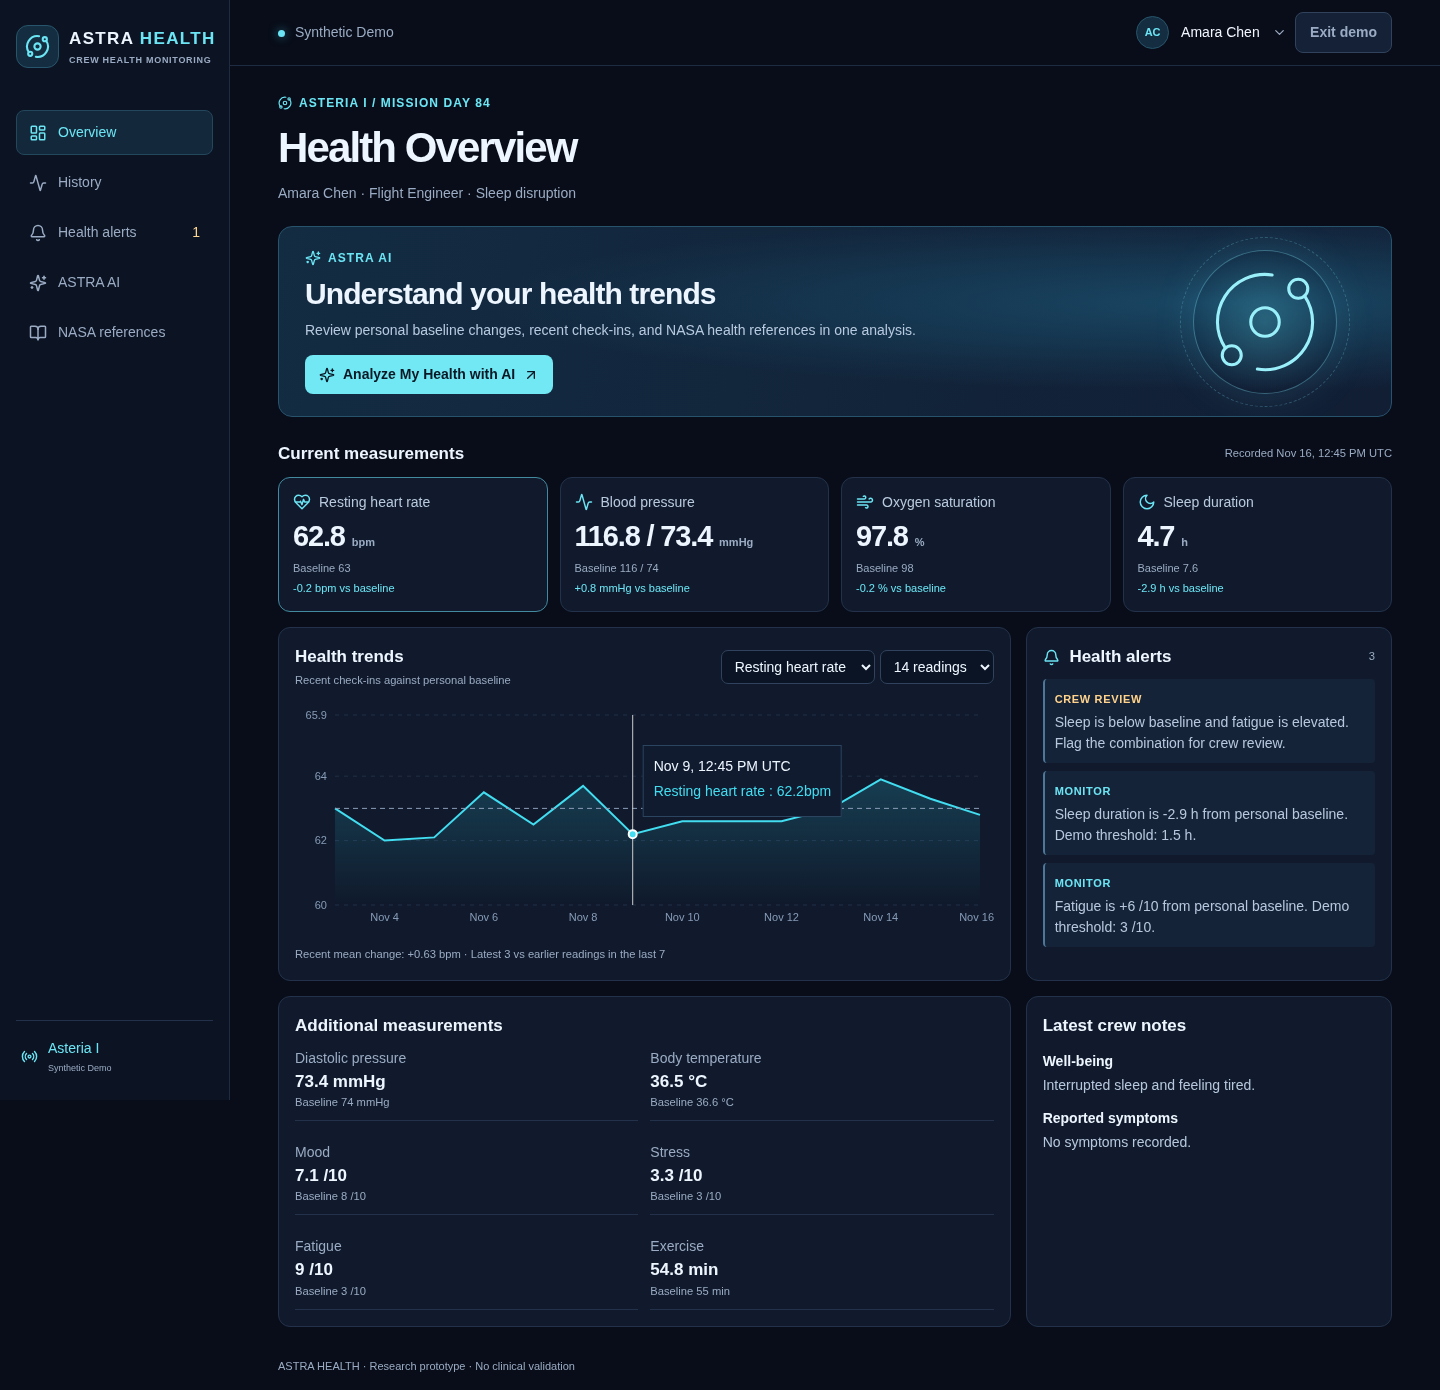 ASTRA HEALTH
CREW HEALTH MONITORING
Overview
History
Health alerts 1
ASTRA AI
NASA references
Asteria I
Synthetic Demo
Synthetic Demo
AC Amara Chen Exit demo
ASTERIA I / MISSION DAY 84
Health Overview
Amara Chen · Flight Engineer · Sleep disruption
ASTRA AI
Understand your health trends
Review personal baseline changes, recent check-ins, and NASA health references in one analysis.
Analyze My Health with AI
Current measurements
Recorded Nov 16, 12:45 PM UTC
Resting heart rate
62.8 bpm
Baseline 63
-0.2 bpm vs baseline
Blood pressure
116.8 / 73.4 mmHg
Baseline 116 / 74
+0.8 mmHg vs baseline
Oxygen saturation
97.8 %
Baseline 98
-0.2 % vs baseline
Sleep duration
4.7 h
Baseline 7.6
-2.9 h vs baseline
Health trends
Recent check-ins against personal baseline
Resting heart rate
14 readings
65.9
64
62
60
Nov 9, 12:45 PM UTC
Resting heart rate : 62.2bpm
Nov 4 Nov 6 Nov 8 Nov 10 Nov 12 Nov 14 Nov 16
Recent mean change: +0.63 bpm · Latest 3 vs earlier readings in the last 7
Health alerts 3
CREW REVIEW
Sleep is below baseline and fatigue is elevated.
Flag the combination for crew review.
MONITOR
Sleep duration is -2.9 h from personal baseline.
Demo threshold: 1.5 h.
MONITOR
Fatigue is +6 /10 from personal baseline. Demo
threshold: 3 /10.
Additional measurements
Diastolic pressure
73.4 mmHg
Baseline 74 mmHg
Body temperature
36.5 °C
Baseline 36.6 °C
Mood
7.1 /10
Baseline 8 /10
Stress
3.3 /10
Baseline 3 /10
Fatigue
9 /10
Baseline 3 /10
Exercise
54.8 min
Baseline 55 min
Latest crew notes
Well-being
Interrupted sleep and feeling tired.
Reported symptoms
No symptoms recorded.
ASTRA HEALTH · Research prototype · No clinical validation